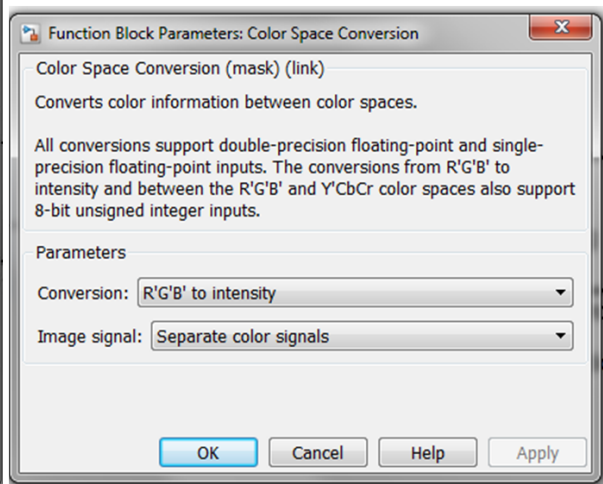 Function Block Parameters: Color Space Conversion
Color Space Conversion (mask) (link)
Converts color information between color spaces.
All conversions support double-precision floating-point and single-
precision floating-point inputs. The conversions from R'G'B' to
intensity and between the R'G'B' and Y'CbCr color spaces also support
8-bit unsigned integer inputs.
Parameters
Conversion: R'G'B' to intensity
Image signal: Separate color signals
OK Cancel Help Apply